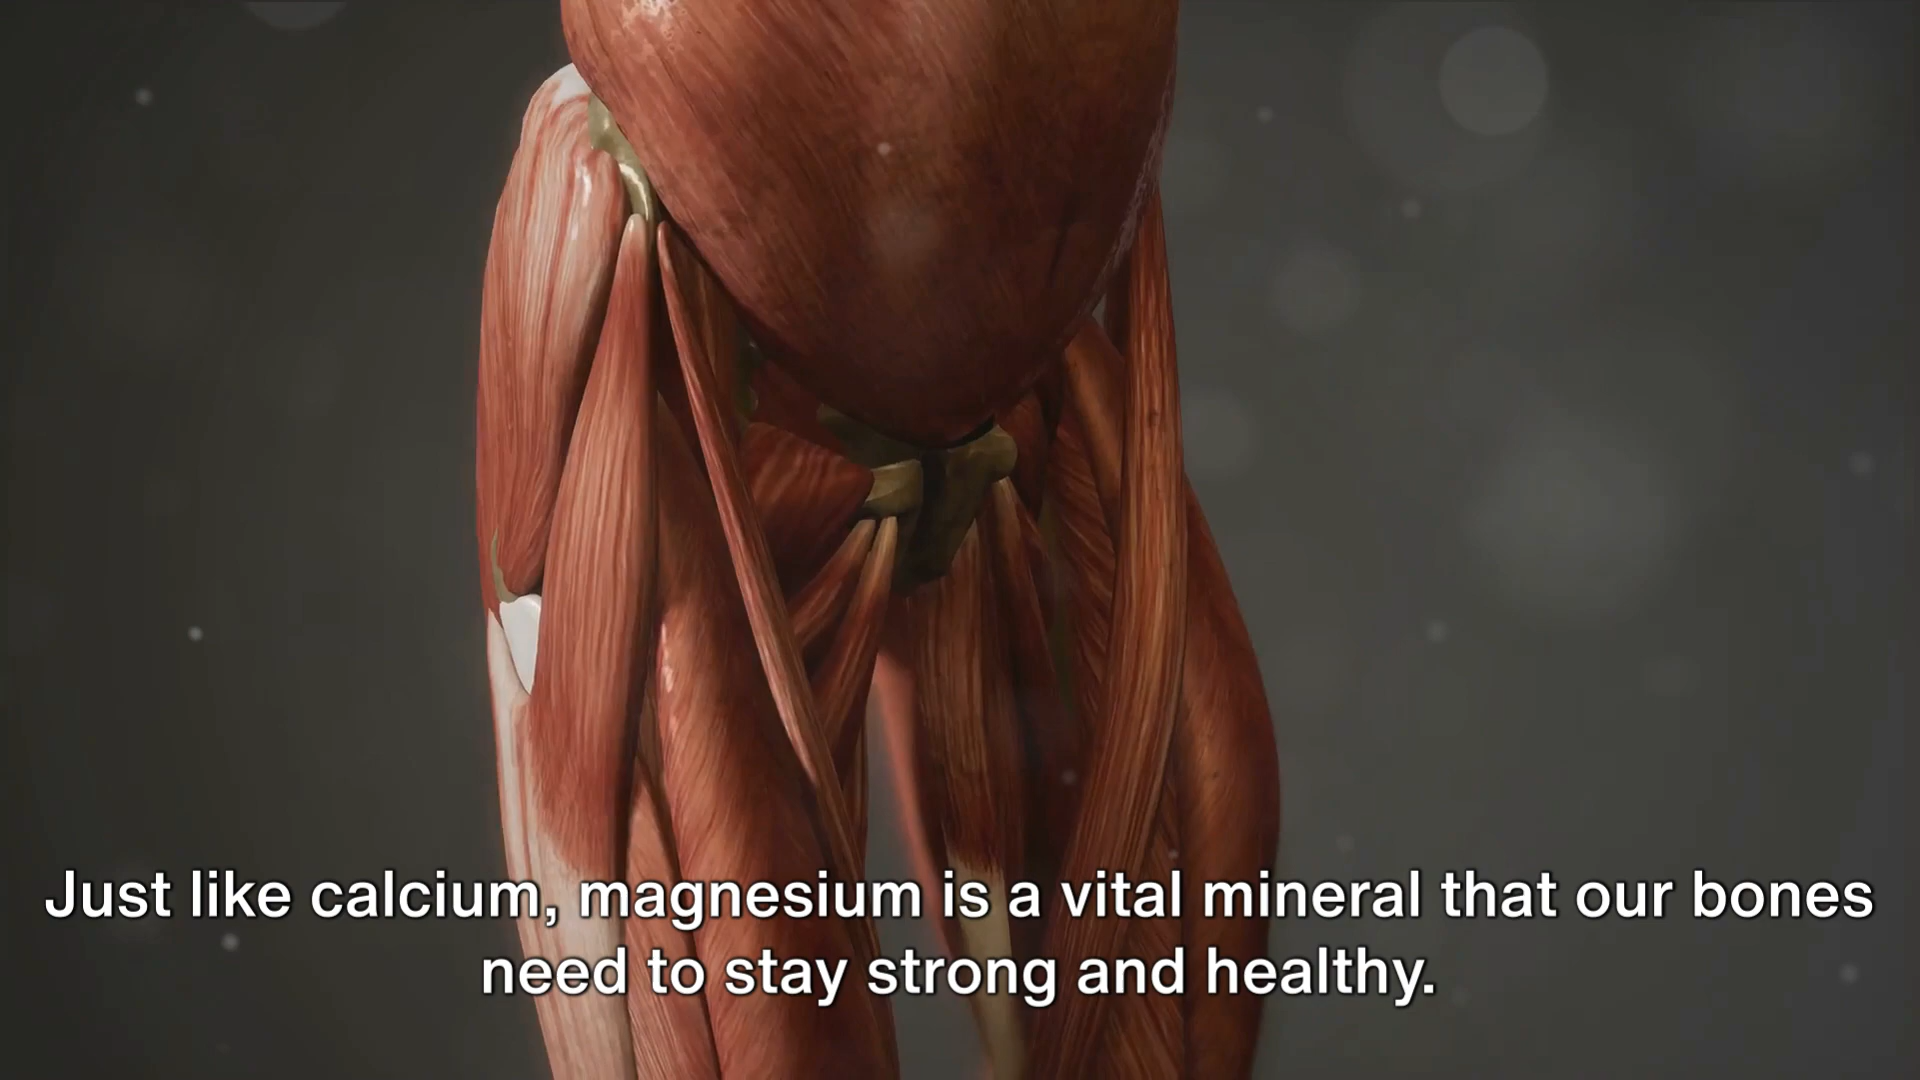 Just like calcium, magnesium is a vital mineral that our bones
need to stay strong and healthy.